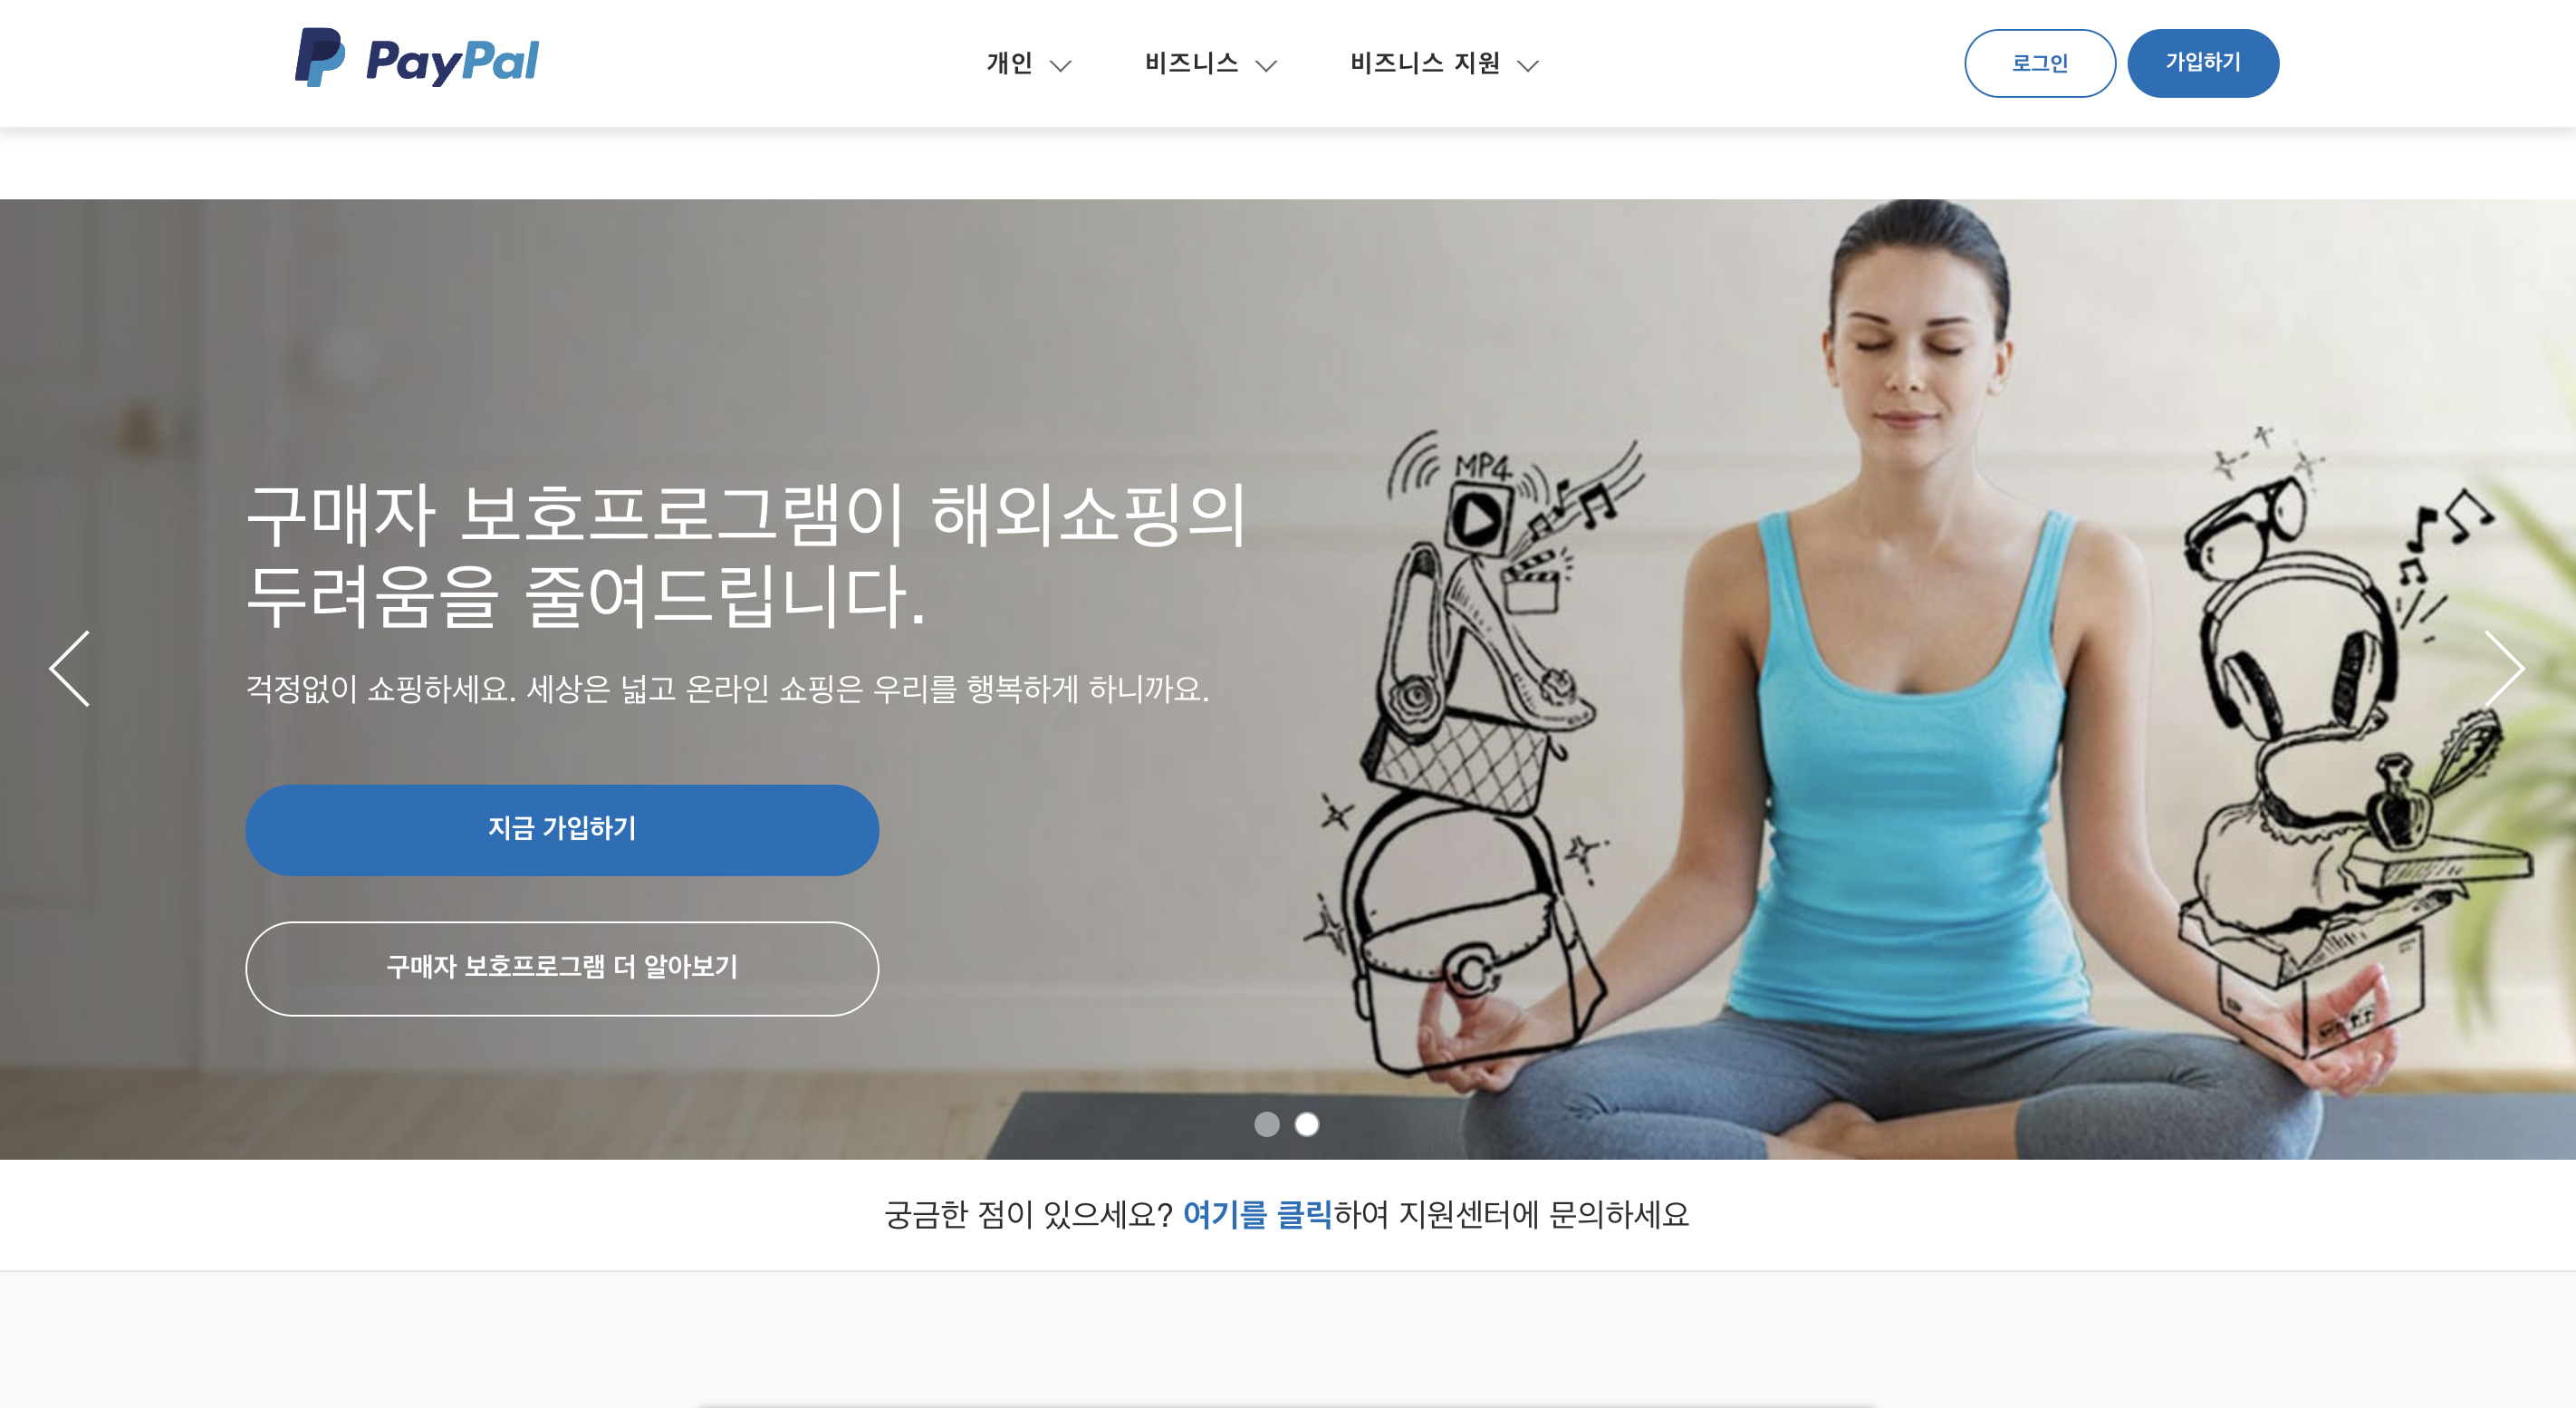 PayPal
개인
비즈니스
비즈니스 지원
로그인
가입하기
구매자 보호프로그램이 해외쇼핑의
두려움을 줄여드립니다.
걱정없이 쇼핑하세요. 세상은 넓고 온라인 쇼핑은 우리를 행복하게 하니까요.
지금 가입하기
구매자 보호프로그램 더 알아보기
MP4
궁금한 점이 있으세요? 여기를 클릭하여 지원센터에 문의하세요